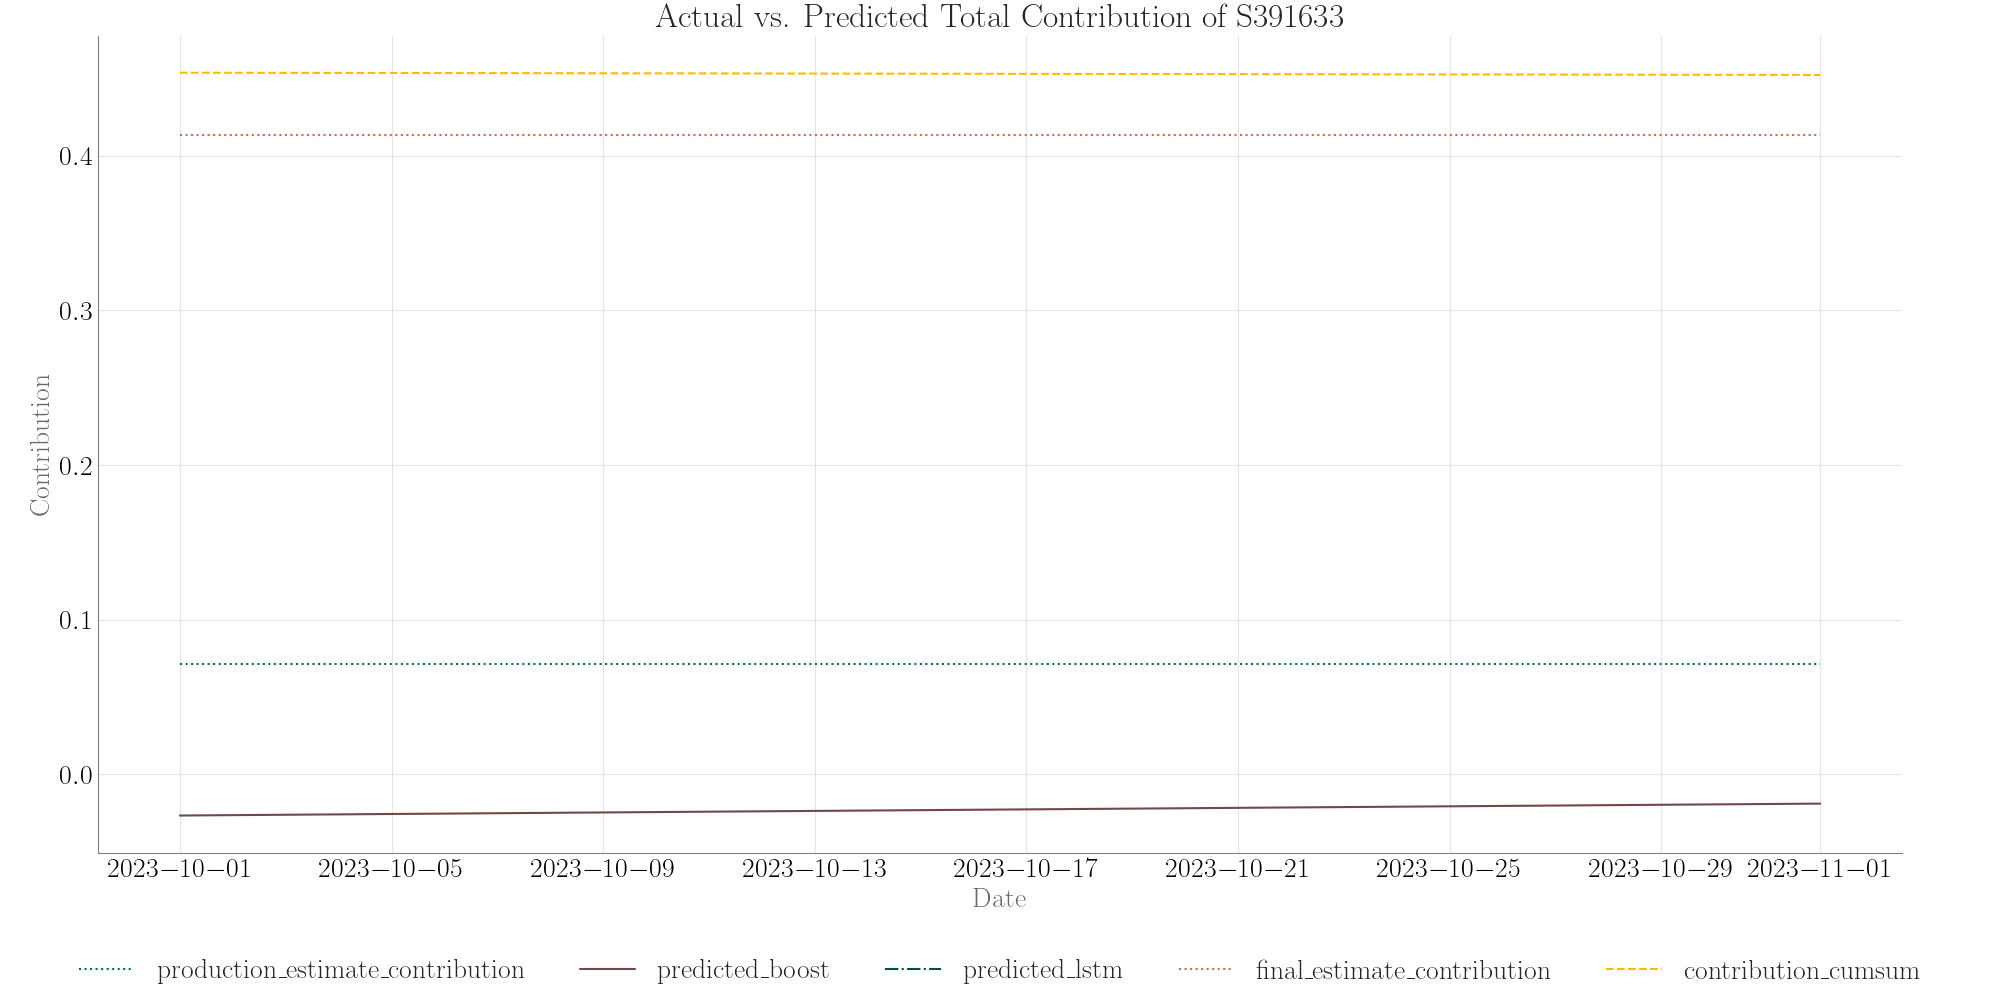 Actual vs. Predicted Total Contribution of S391633
Contribution
0.4
0.3
0.2
0.1
0.0
2023−10−01 2023−10−05 2023−10−09 2023−10−13 2023−10−17 2023−10−21 2023−10−25 2023−10−29 2023−11−01
Date
production_estimate_contribution predicted_boost predicted_lstm final_estimate_contribution contribution_cumsum